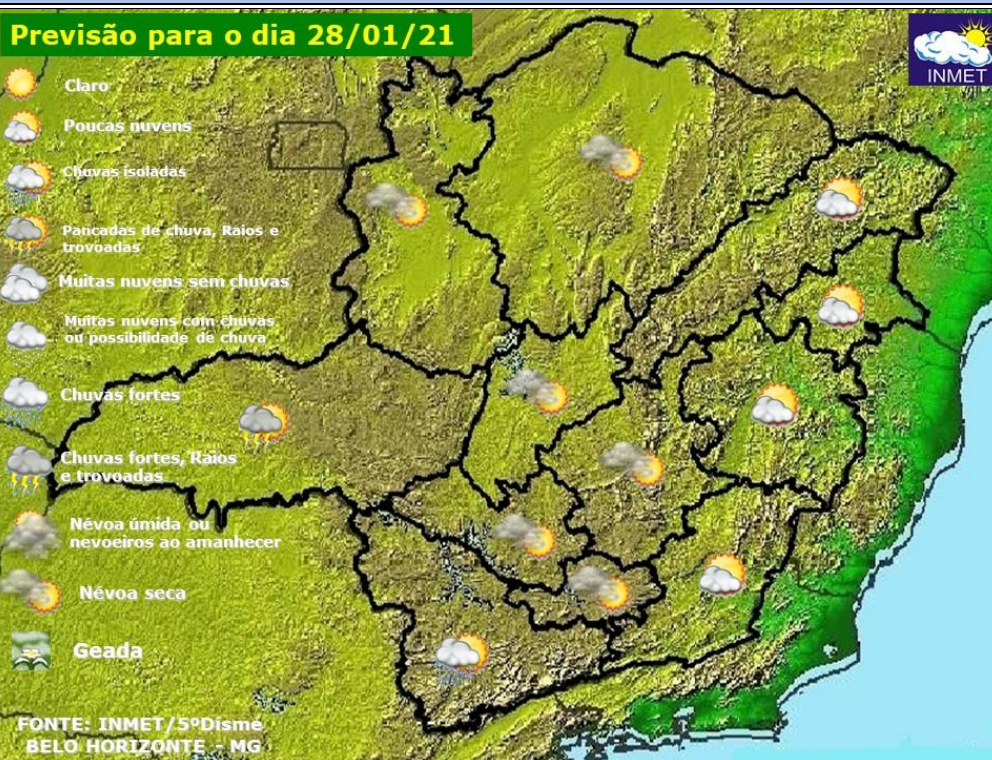 Previsão para o dia 28/01/21
INMET
Claro
Poucas nuvens
Chuvas isoladas
Pancadas de chuva, Raios e
trovoadas
Muitas nuvens sem chuvas
Muitas nuvens com chuvas
ou possibilidade de chuva
Chuvas fortes
Chuvas fortes, Raios
e trovoadas
Névoa úmida ou
nevoeiros ao amanhecer
Névoa seca
Geada
FONTE: INMET/5ºDisme
BELO HORIZONTE - MG